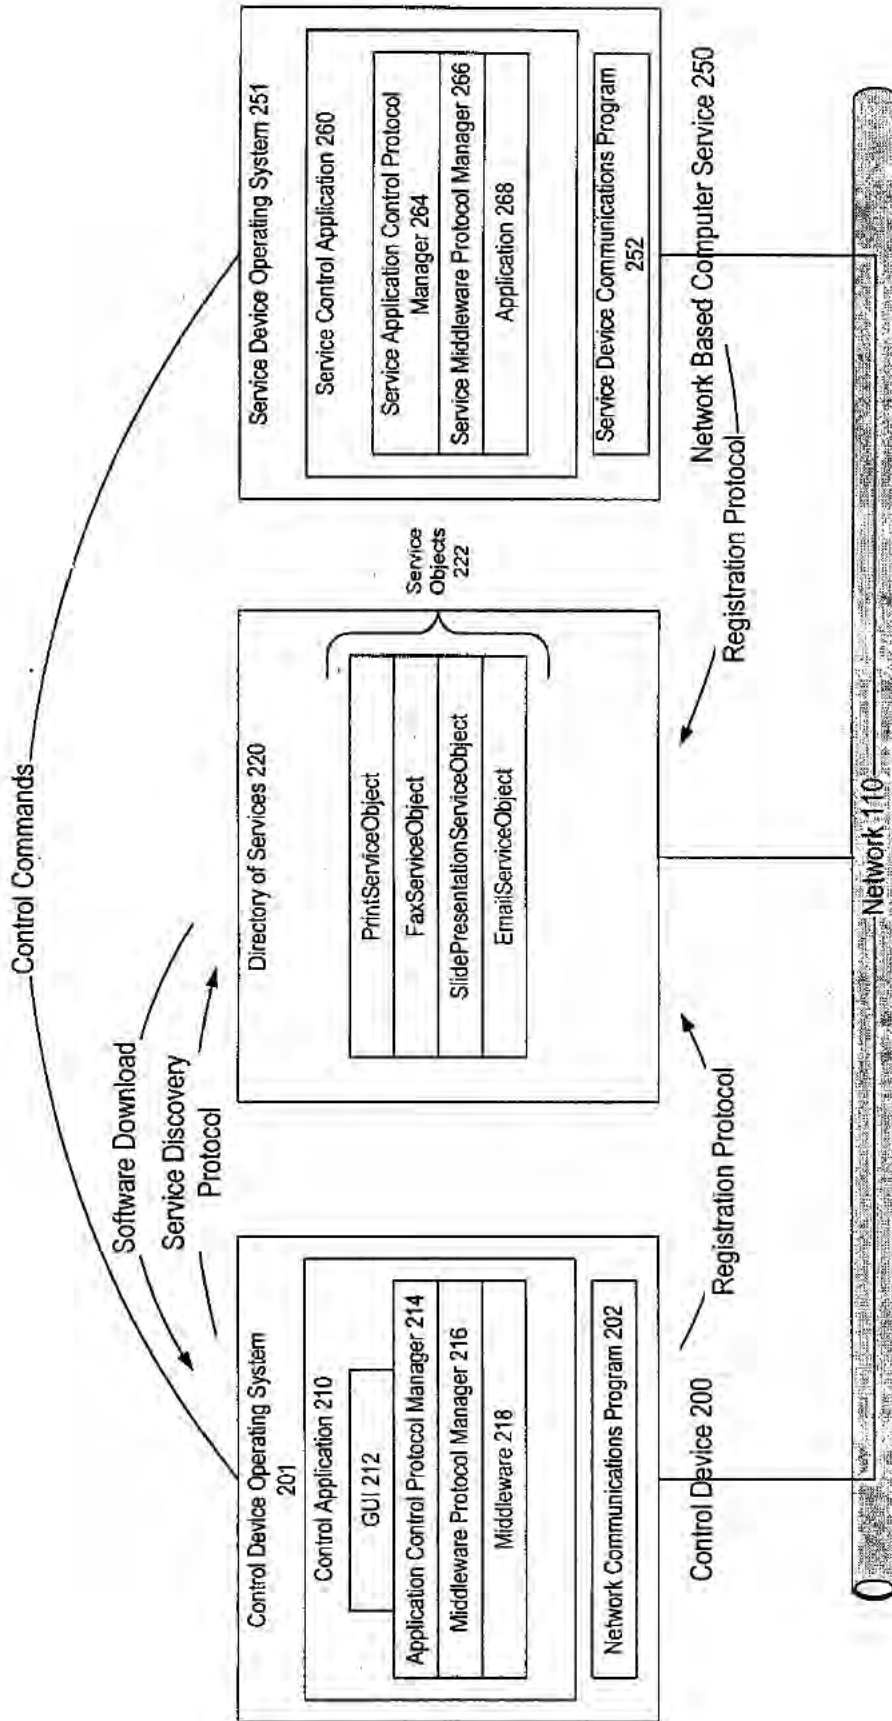 Control Commands
Software Download
Service Discovery
Protocol
Control Device Operating System
201
Control Application 210
GUI 212
Application Control Protocol Manager 214
Middleware Protocol Manager 216
Middleware 218
Network Communications Program 202
Control Device 200
Directory of Services 220
PrintServiceObject
FaxServiceObject
SlidePresentationServiceObject
EmailServiceObject
Service
Objects
222
Service Device Operating System 251
Service Control Application 260
Service Application Control Protocol
Manager 264
Service Middleware Protocol Manager 266
Application 268
Service Device Communications Program
252
Network Based Computer Service 250
Registration Protocol
Registration Protocol
Network 110